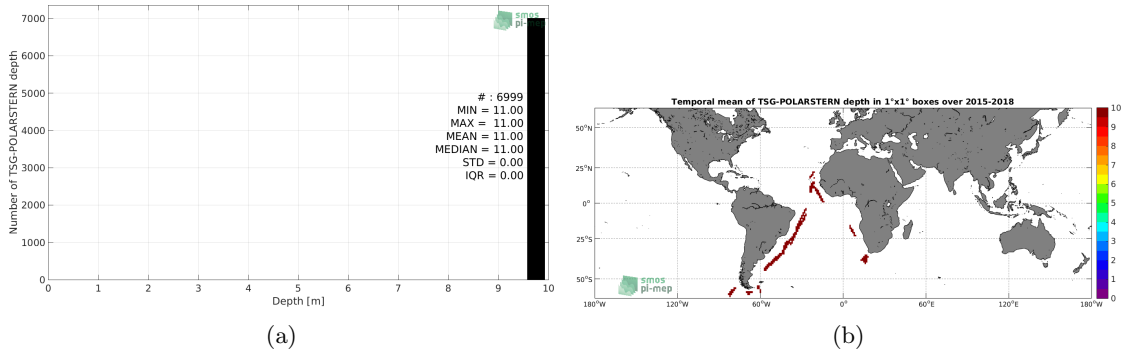 7000
6000
5000
4000
3000
2000
1000
0
Number of TSG-POLARSTERN depth
smos
pi-mep
# : 6999
MIN = 11.00
MAX = 11.00
MEAN = 11.00
MEDIAN = 11.00
STD = 0.00
IQR = 0.00
0 1 2 3 4 5 6 7 8 9 10
Depth [m]
(a)
Temporal mean of TSG-POLARSTERN depth in 1°x1° boxes over 2015-2018
50°N
25°N
0°
25°S
50°S
smos
pi-mep
180°W 120°W 60°W 0° 60°E 120°E 180°W
10
9
8
7
6
5
4
3
2
1
0
(b)